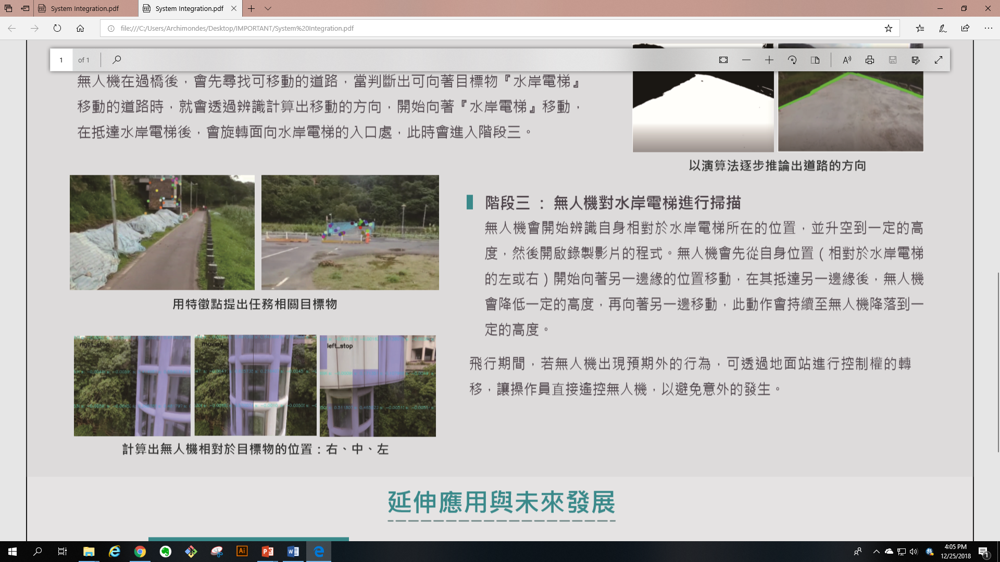 System Integration.pdf
System Integration.pdf
file:///C:/Users/Archimondes/Desktop/IMPORTANT/System%20Integration.pdf
1 of 1
無人機在過橋後，會先尋找可移動的道路，當判斷出可向著目標物『水岸電梯』
移動的道路時，就會透過辨識計算出移動的方向，開始向著『水岸電梯』移動，
在抵達水岸電梯後，會旋轉面向水岸電梯的入口處，此時會進入階段三。
以演算法逐步推論出道路的方向
用特徵點提出任務相關目標物
right_stop
moving
left_stop
計算出無人機相對於目標物的位置：右、中、左
階段三 ： 無人機對水岸電梯進行掃描
無人機會開始辨識自身相對於水岸電梯所在的位置，並升空到一定的高
度，然後開啟錄製影片的程式。無人機會先從自身位置（相對於水岸電梯
的左或右）開始向著另一邊緣的位置移動，在其抵達另一邊緣後，無人機
會降低一定的高度，再向著另一邊移動，此動作會持續至無人機降落到一
定的高度。
飛行期間，若無人機出現預期外的行為，可透過地面站進行控制權的轉
移，讓操作員直接遙控無人機，以避免意外的發生。
延伸應用與未來發展
4:05 PM
12/25/2018
1